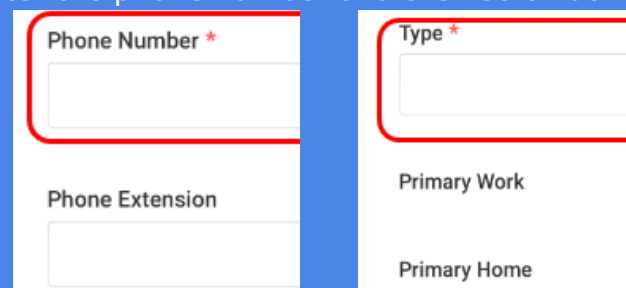 Phone Number *
Type *
Phone Extension
Primary Work
Primary Home